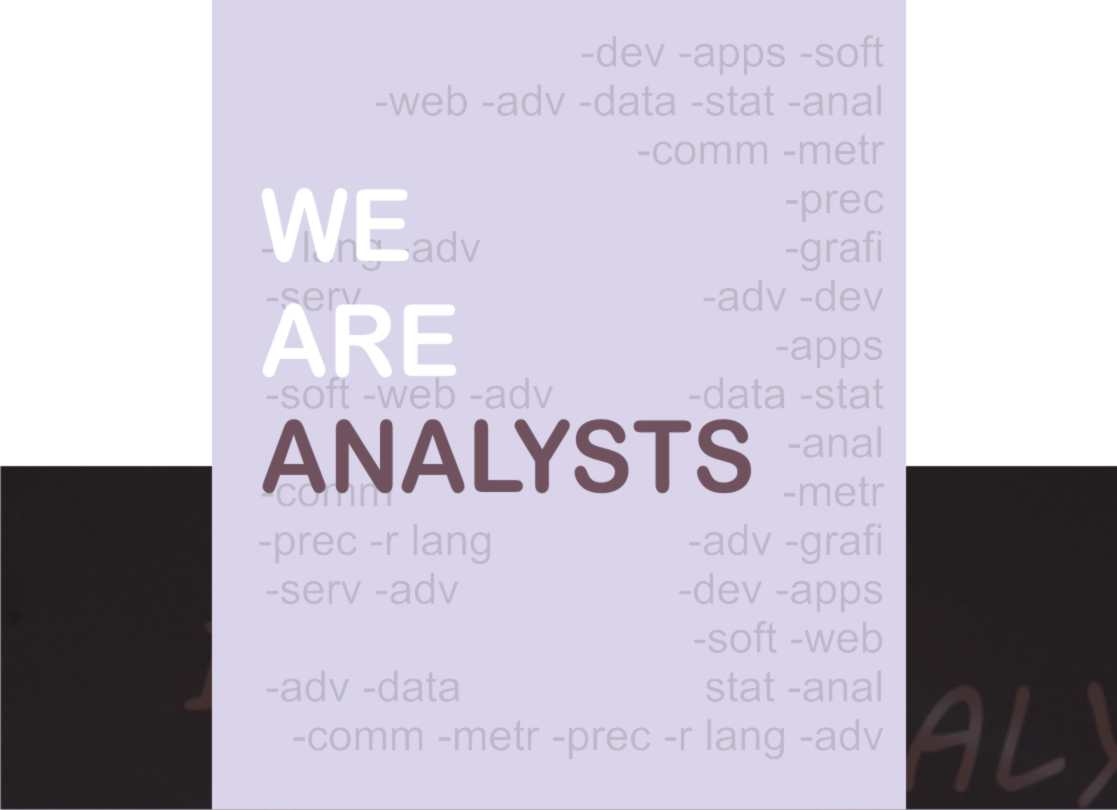 -dev -apps -soft
-web -adv -data -stat -anal
-comm -metr
-prec
WE
- lang -adv
-grafi
-serv
-adv -dev
ARE
-apps
-soft -web -adv
-data -stat
ANALYSTS
-anal
-comm
-metr
-prec -r lang
-adv -grafi
-serv -adv
-dev -apps
-soft -web
-adv -data
stat -anal
-comm -metr -prec -r lang -adv
ALY